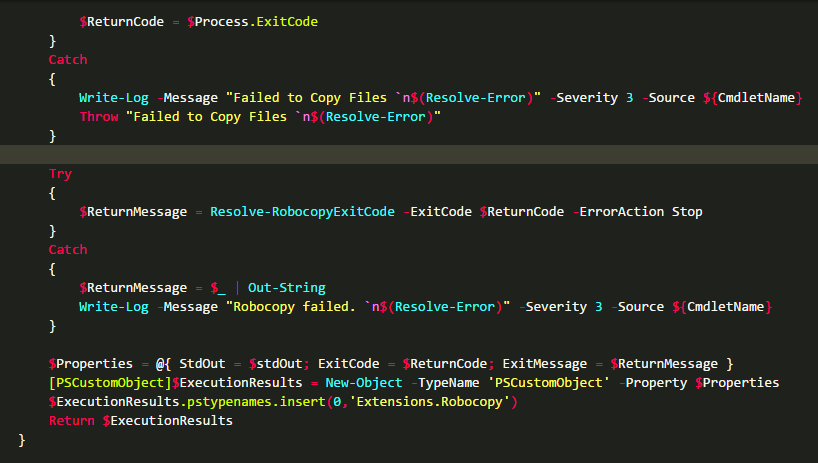 $ReturnCode = $Process.ExitCode
    }
    Catch
    {
        Write-Log -Message "Failed to Copy Files `n$(Resolve-Error)" -Severity 3 -Source ${CmdletName}
        Throw "Failed to Copy Files `n$(Resolve-Error)"
    }

    Try
    {
        $ReturnMessage = Resolve-RobocopyExitCode -ExitCode $ReturnCode -ErrorAction Stop
    }
    Catch
    {
        $ReturnMessage = $_ | Out-String
        Write-Log -Message "Robocopy failed. `n$(Resolve-Error)" -Severity 3 -Source ${CmdletName}
    }

    $Properties = @{ StdOut = $stdOut; ExitCode = $ReturnCode; ExitMessage = $ReturnMessage }
    [PSCustomObject]$ExecutionResults = New-Object -TypeName 'PSCustomObject' -Property $Properties
    $ExecutionResults.pstypenames.insert(0,'Extensions.Robocopy')
    Return $ExecutionResults
}